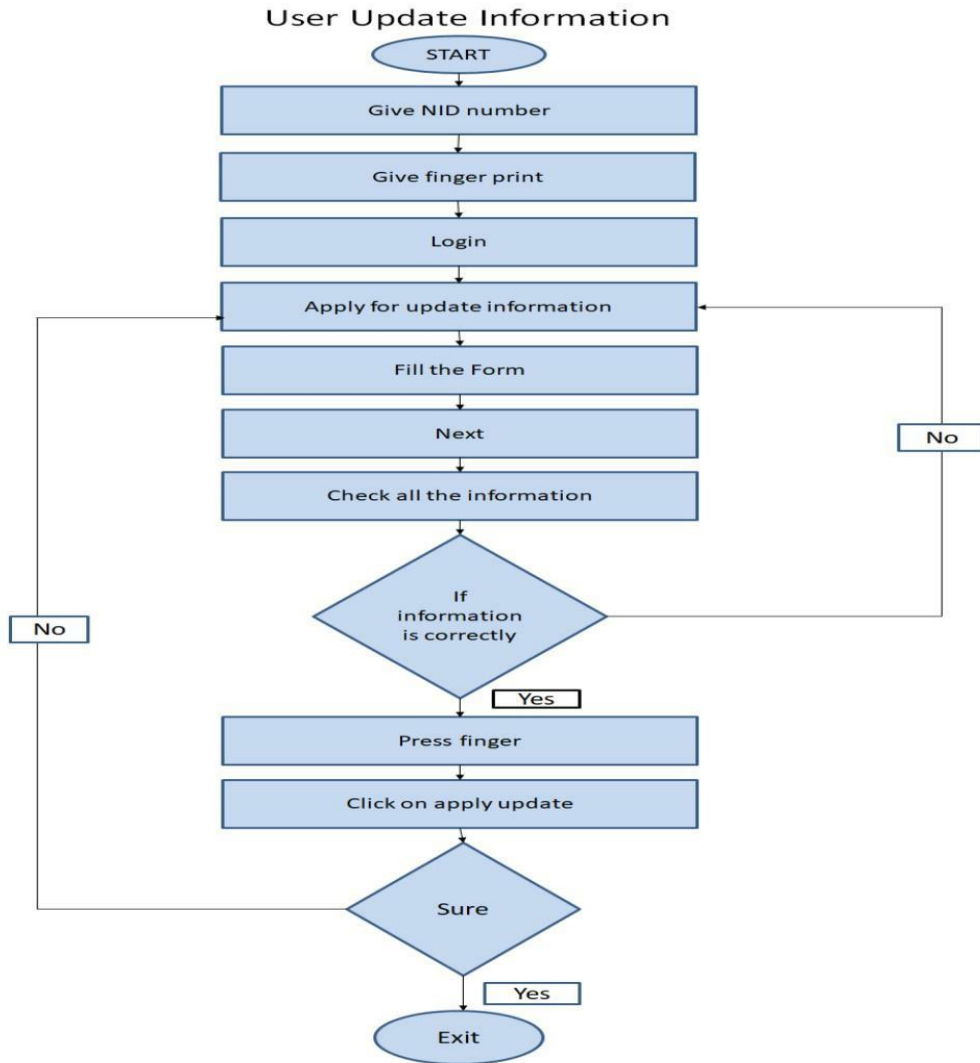 User Update Information
START
Give NID number
Give finger print
Login
Apply for update information
Fill the Form
Next
No
Check all the information
If
information
is correctly
No
Yes
Press finger
Click on apply update
Sure
Yes
Exit